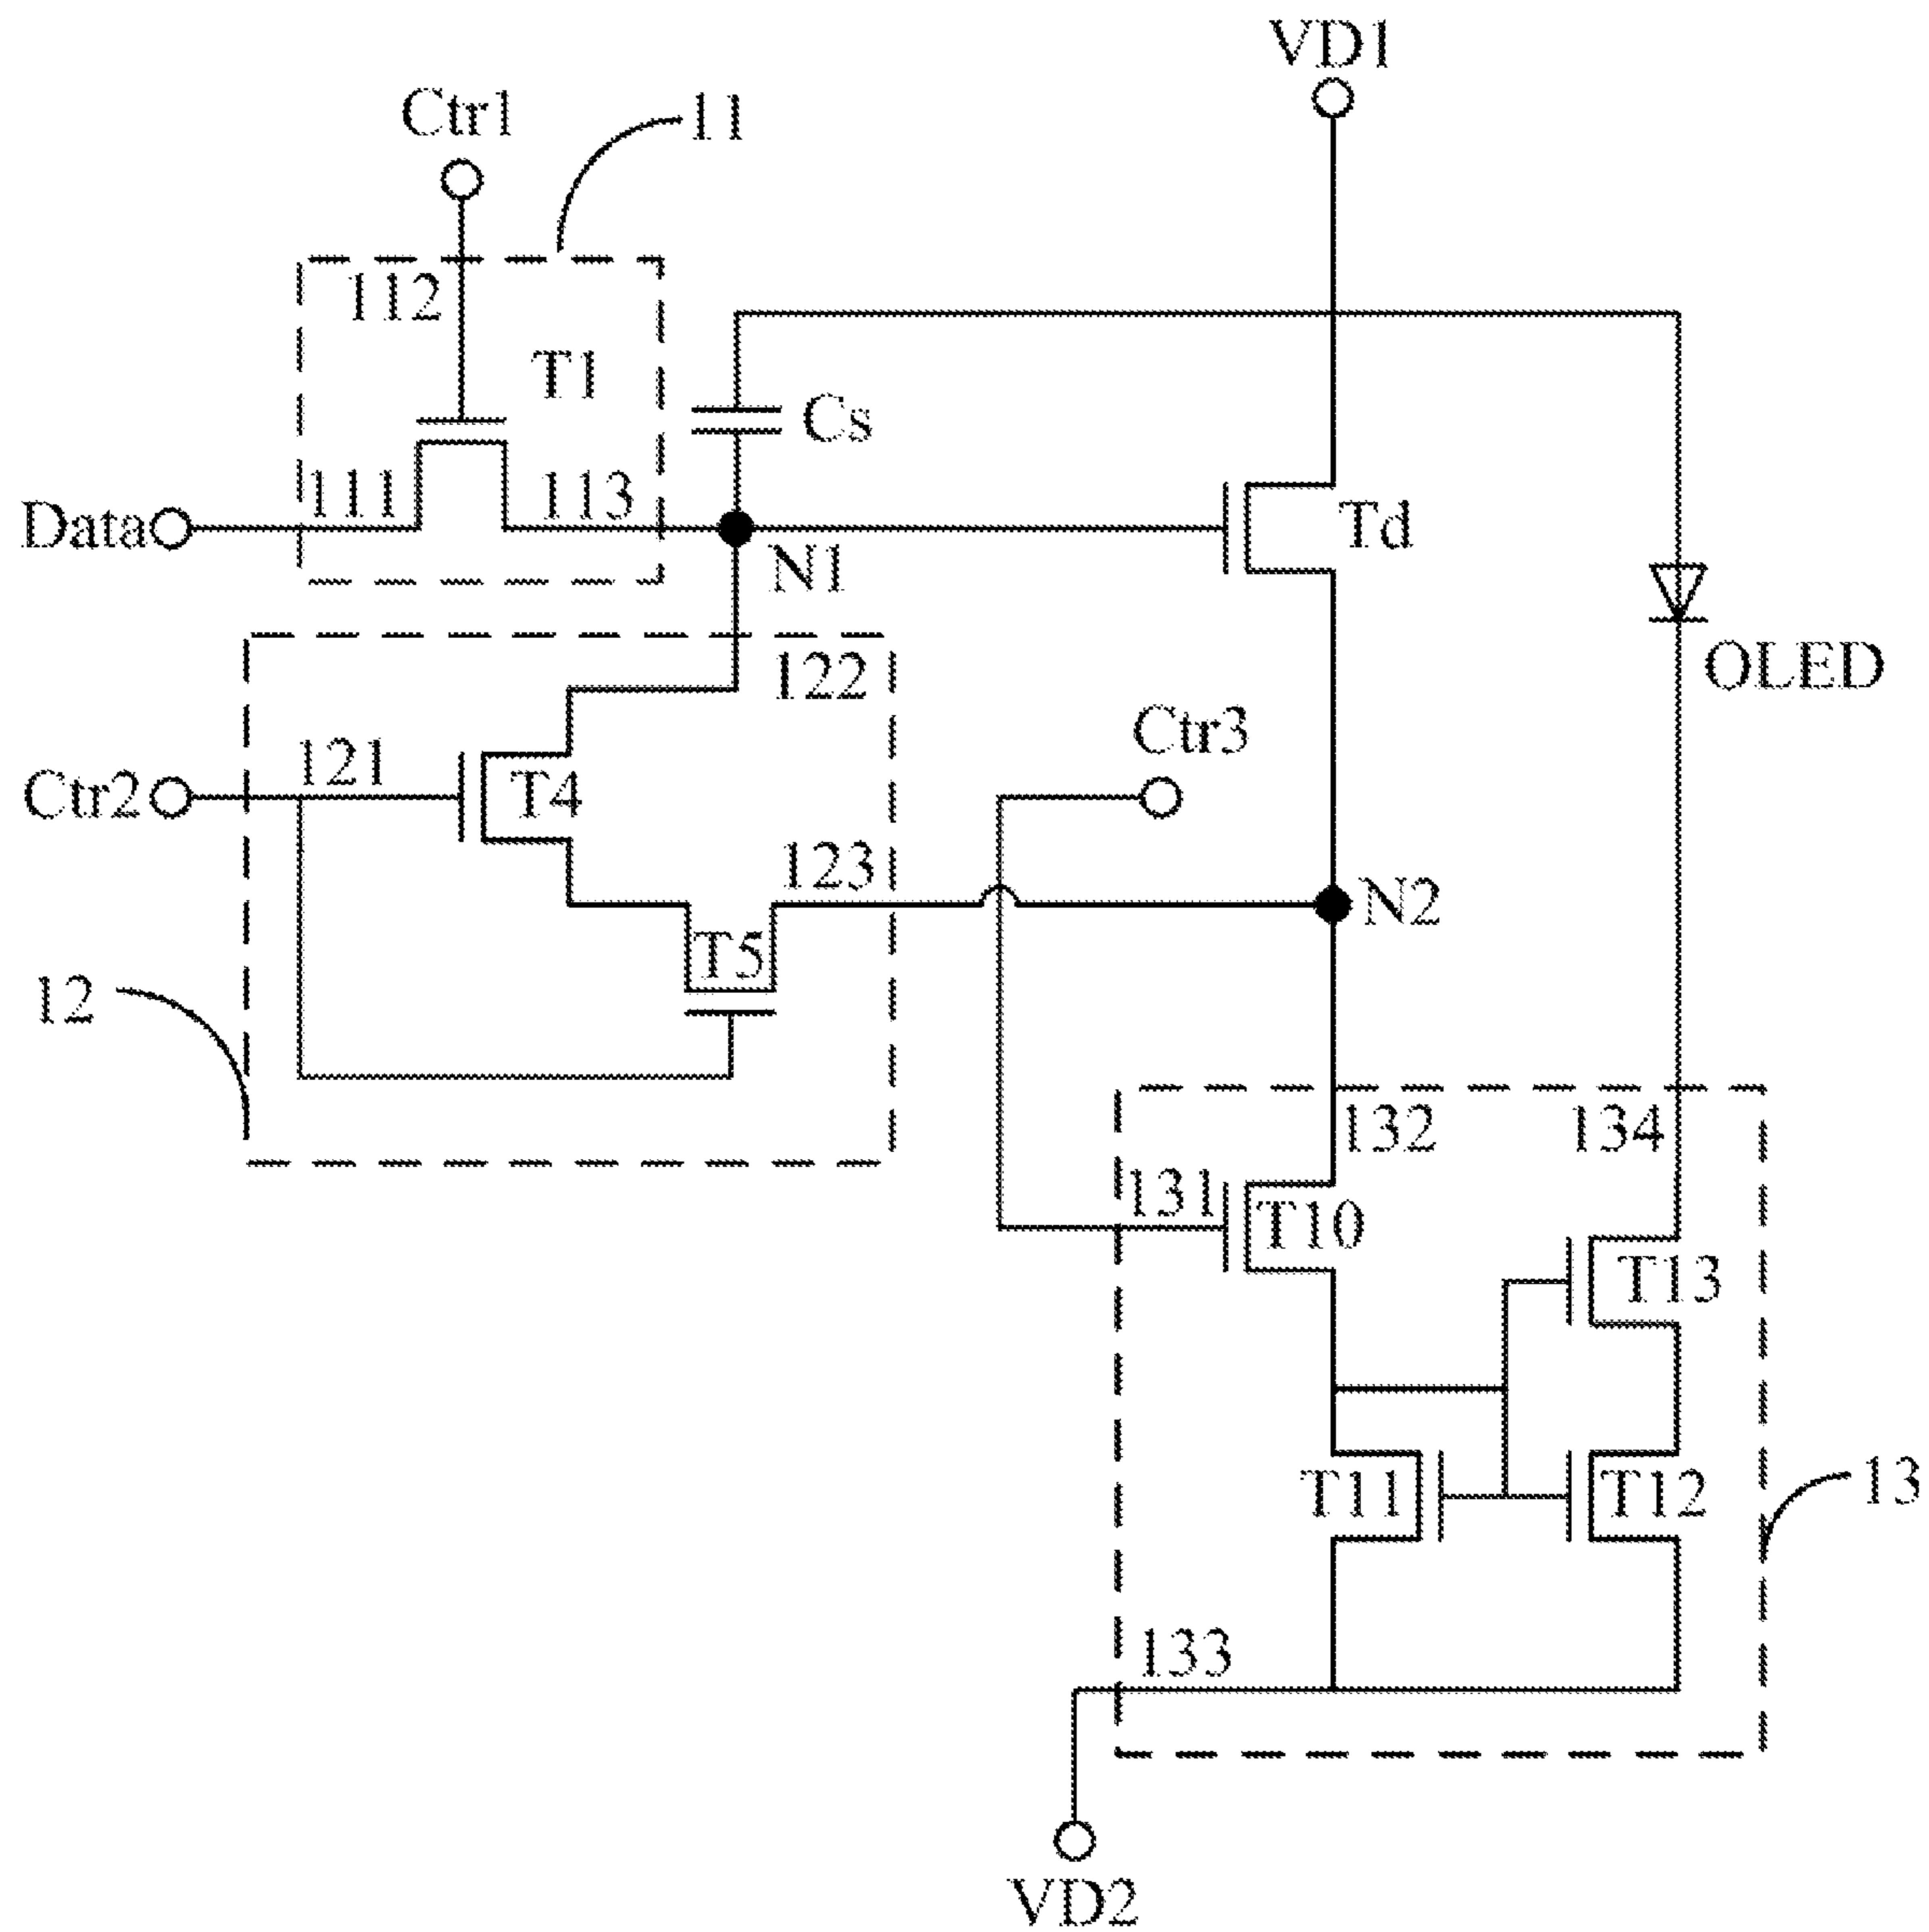 VD1
Ctr1
11
112
T1
Cs
111
113
Data
Td
N1
122
OLED
Ctr3
121
Ctr2
T4
123
N2
T5
12
132
134
131
T10
T13
T11
T12
13
133
VD2